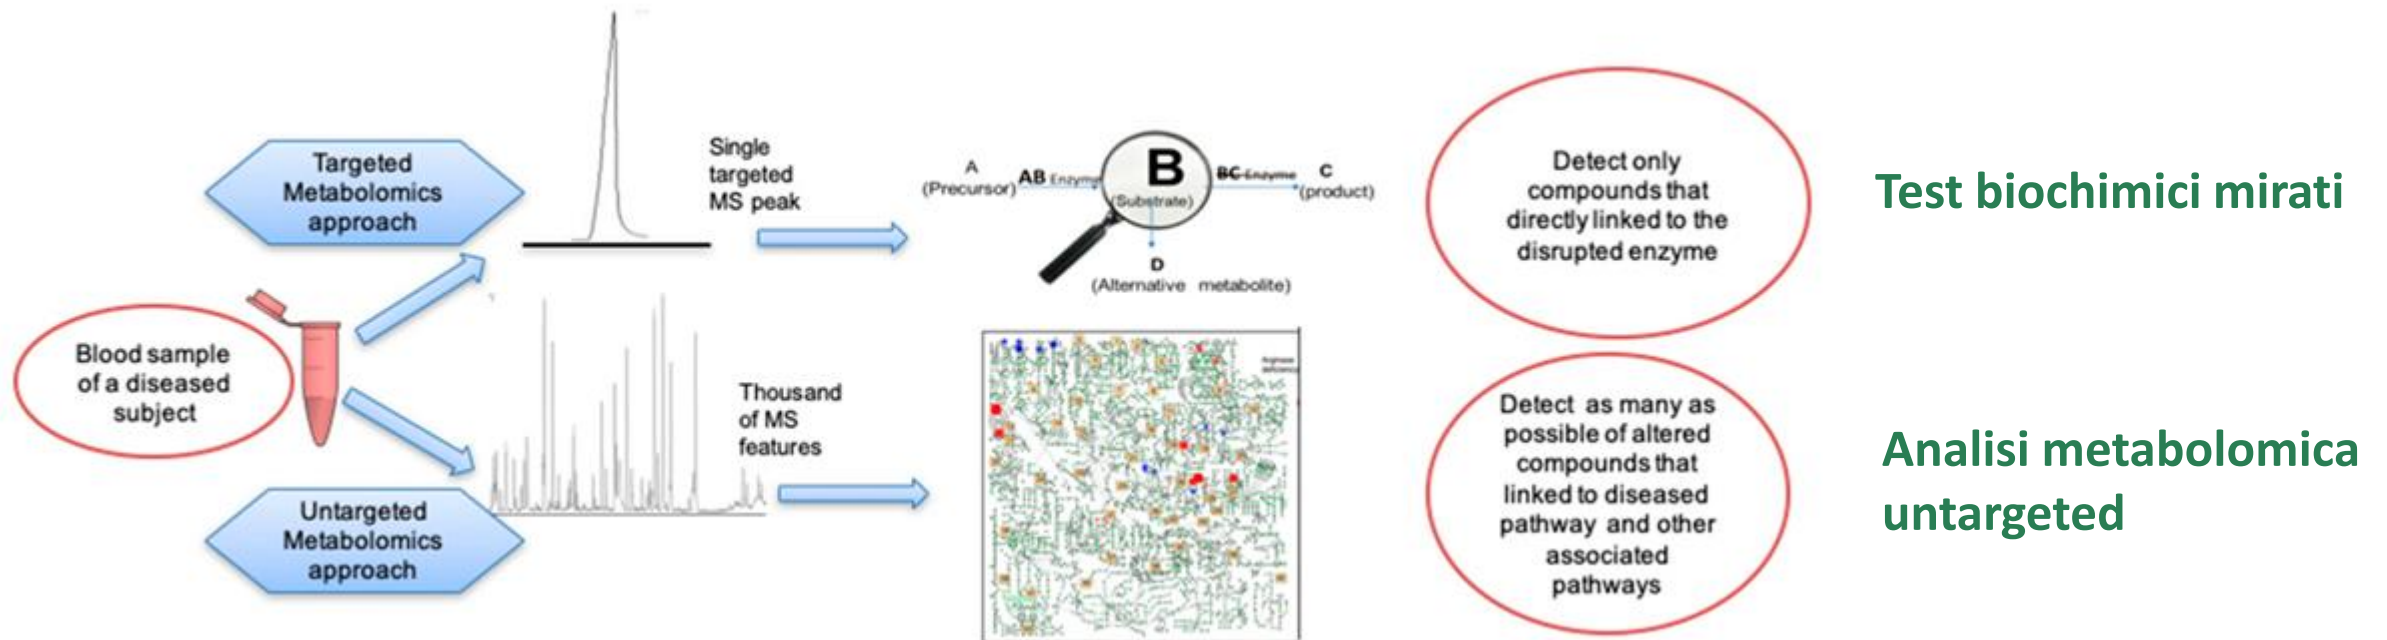 Targeted
Metabolomics
approach
Single
targeted
MS peak
A
(Precursor)
AB Enzyme
B
(Substrate)
BC Enzyme
C
(product)
D
(Alternative metabolite)
Detect only
compounds that
directly linked to the
disrupted enzyme
Test biochimici mirati
Blood sample
of a diseased
subject
Untargeted
Metabolomics
approach
Thousand
of MS
features
Detect as many as
possible of altered
compounds that
linked to diseased
pathway and other
associated
pathways
Analisi metabolomica
untargeted